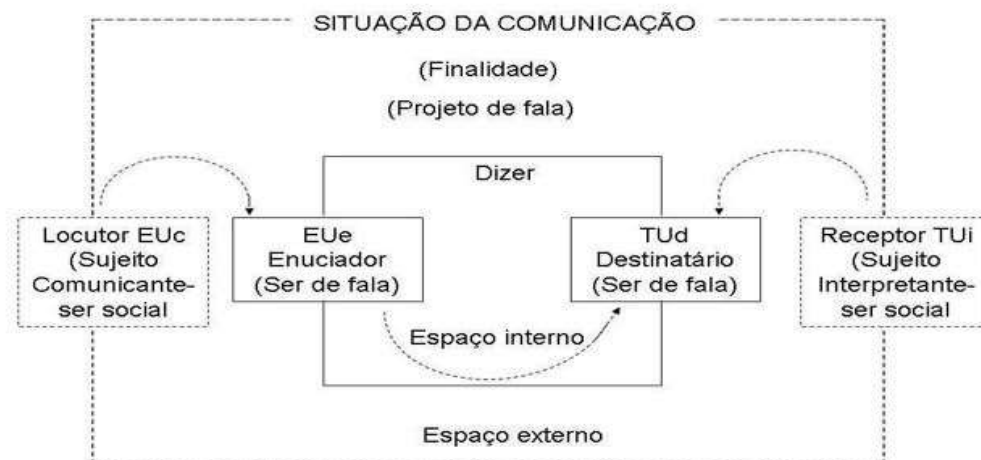 SITUAÇÃO DA COMUNICAÇÃO
(Finalidade)
(Projeto de fala)
Dizer
Locutor EUc
(Sujeito
Comunicante-
ser social
EUe
Enuciador
(Ser de fala)
TUd
Destinatário
(Ser de fala)
Receptor TUi
(Sujeito
Interpretante-
ser social
Espaço interno
Espaço externo